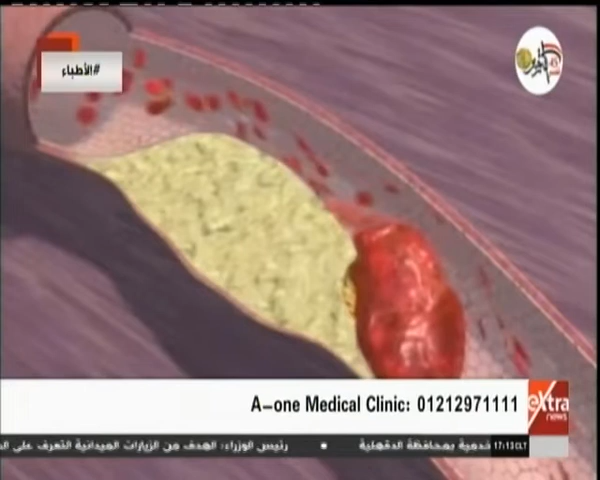 #الأطباء
A-one Medical Clinic: 01212971111
eXtra
news
رئيس الوزراء: الهدف من الزيارات الميدانية التعرف على
خدمية بمحافظة الدقهلية
17:13CLT